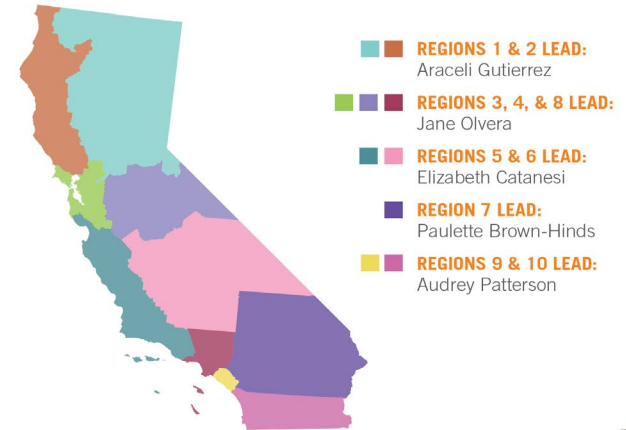 REGIONS 1 & 2 LEAD:
Araceli Gutierrez
REGIONS 3, 4, & 8 LEAD:
Jane Olvera
REGIONS 5 & 6 LEAD:
Elizabeth Catanesi
REGION 7 LEAD:
Paulette Brown-Hinds
REGIONS 9 & 10 LEAD:
Audrey Patterson